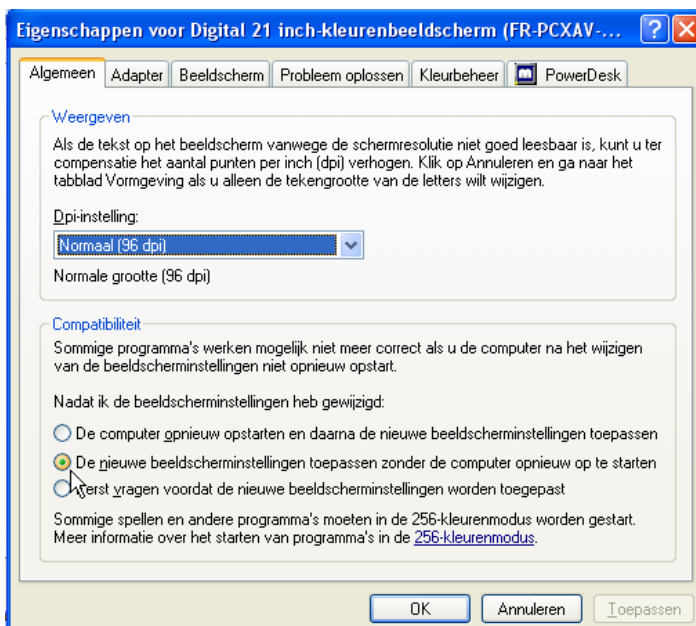 Eigenschappen voor Digital 21 inch-kleurenbeeldscherm (FR-PCXAV-...
Algemeen Adapter Beeldscherm Probleem oplossen Kleurbeheer PowerDesk
Weergeven
Als de tekst op het beeldscherm vanwege de schermresolutie niet goed leesbaar is, kunt u ter
compensatie het aantal punten per inch (dpi) verhogen. Klik op Annuleren en ga naar het
tabblad Vormgeving als u alleen de tekengrootte van de letters wilt wijzigen.
Dpi-instelling:
Normaal (96 dpi)
Normale grootte (96 dpi)
Compatibiliteit
Sommige programma's werken mogelijk niet meer correct als u de computer na het wijzigen
van de beeldscherminstellingen niet opnieuw opstart.
Nadat ik de beeldscherminstellingen heb gewijzigd:
De computer opnieuw opstarten en daarna de nieuwe beeldscherminstellingen toepassen
De nieuwe beeldscherminstellingen toepassen zonder de computer opnieuw op te starten
Eerst vragen voordat de nieuwe beeldscherminstellingen worden toegepast
Sommige spellen en andere programma's moeten in de 256-kleurenmodus worden gestart.
Meer informatie over het starten van programma's in de 256-kleurenmodus.
OK Annuleren Toepassen